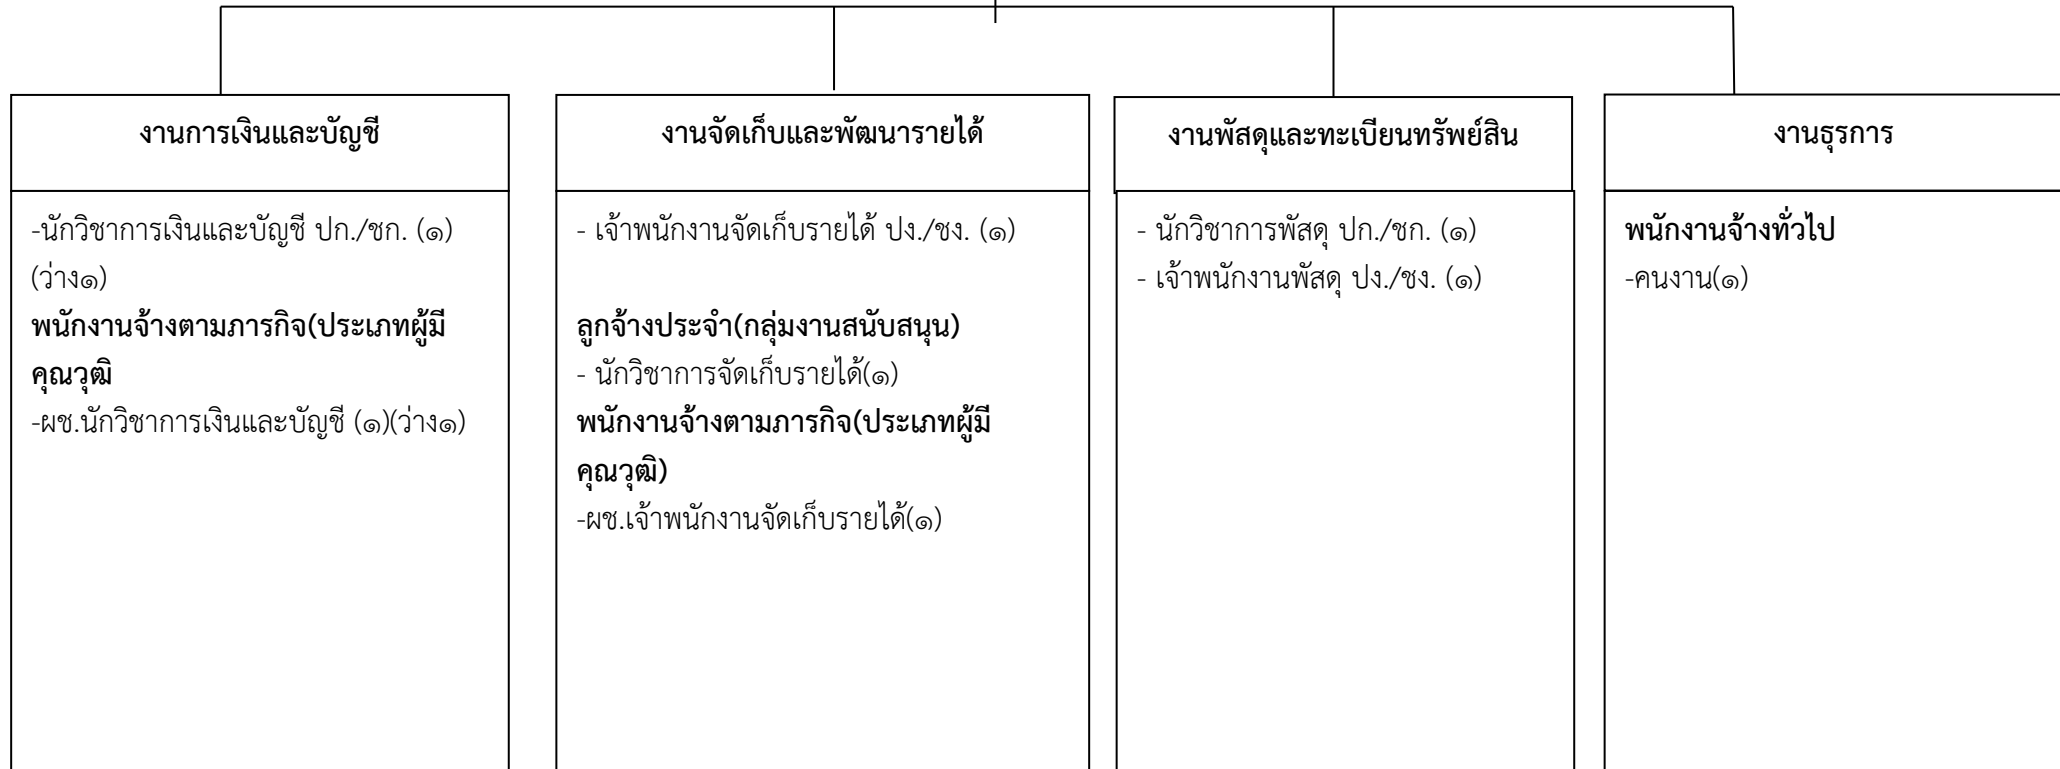 งานการเงินและบัญชี
-นักวิชาการเงินและบัญชี ปก./ชก. (๑)
(ว่าง๑)
พนักงานจ้างตามภารกิจ(ประเภทผู้มี
คุณวุฒิ
-ผช.นักวิชาการเงินและบัญชี (๑)(ว่าง๑)
งานจัดเก็บและพัฒนารายได้
- เจ้าพนักงานจัดเก็บรายได้ ปง./ชง. (๑)
ลูกจ้างประจำ(กลุ่มงานสนับสนุน)
- นักวิชาการจัดเก็บรายได้(๑)
พนักงานจ้างตามภารกิจ(ประเภทผู้มี
คุณวุฒิ)
-ผช.เจ้าพนักงานจัดเก็บรายได้(๑)
งานพัสดุและทะเบียนทรัพย์สิน
- นักวิชาการพัสดุ ปก./ชก. (๑)
- เจ้าพนักงานพัสดุ ปง./ชง. (๑)
งานธุรการ
พนักงานจ้างทั่วไป
-คนงาน(๑)